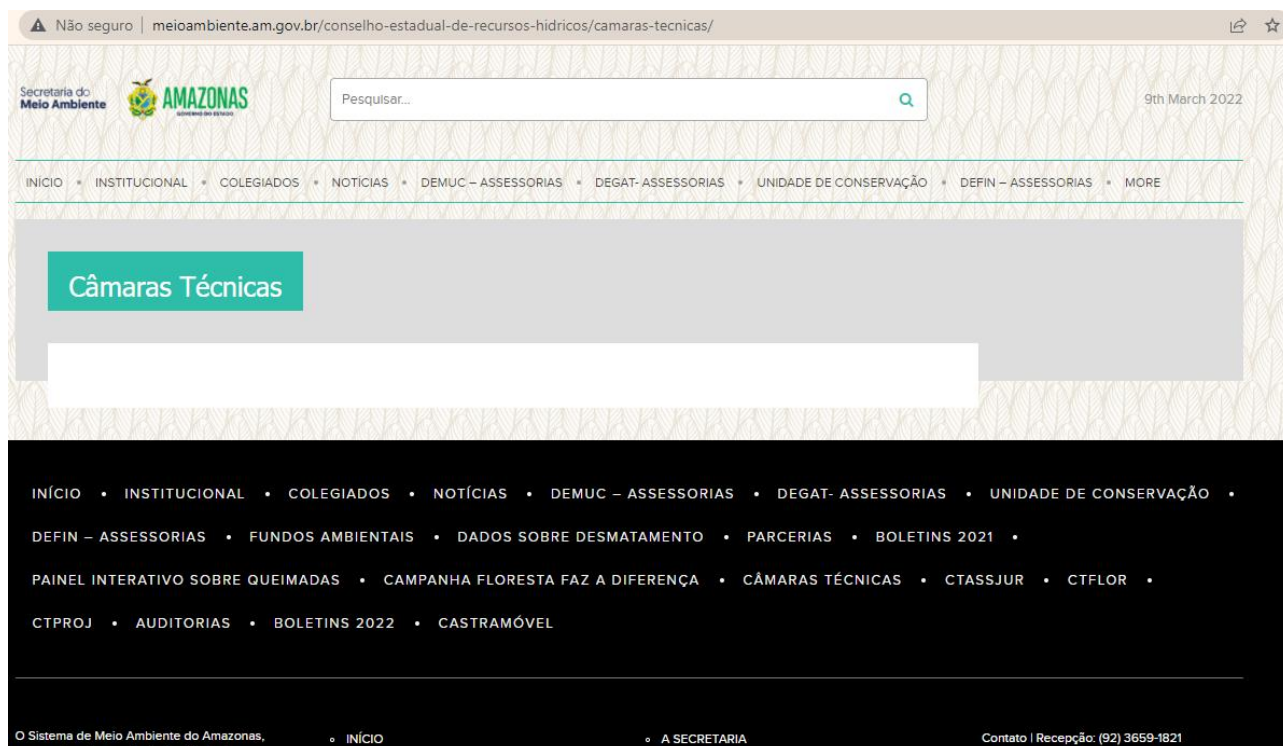 Não seguro | meioambiente.am.gov.br/conselho-estadual-de-recursos-hidricos/camaras-tecnicas/
Secretaria do
Meio Ambiente
AMAZONAS
GOVERNO DO ESTADO
Pesquisar...
9th March 2022
INÍCIO • INSTITUCIONAL • COLEGIADOS • NOTÍCIAS • DEMUC – ASSESSORIAS • DEGAT- ASSESSORIAS • UNIDADE DE CONSERVAÇÃO • DEFIN – ASSESSORIAS • MORE
Câmaras Técnicas
INÍCIO • INSTITUCIONAL • COLEGIADOS • NOTÍCIAS • DEMUC – ASSESSORIAS • DEGAT- ASSESSORIAS • UNIDADE DE CONSERVAÇÃO •
DEFIN – ASSESSORIAS • FUNDOS AMBIENTAIS • DADOS SOBRE DESMATAMENTO • PARCERIAS • BOLETINS 2021 •
PAINEL INTERATIVO SOBRE QUEIMADAS • CAMPANHA FLORESTA FAZ A DIFERENÇA • CÂMARAS TÉCNICAS • CTASSJUR • CTFLOR •
CTPROJ • AUDITORIAS • BOLETINS 2022 • CASTRAMÓVEL
O Sistema de Meio Ambiente do Amazonas,
INÍCIO
A SECRETARIA
Contato | Recepção: (92) 3659-1821